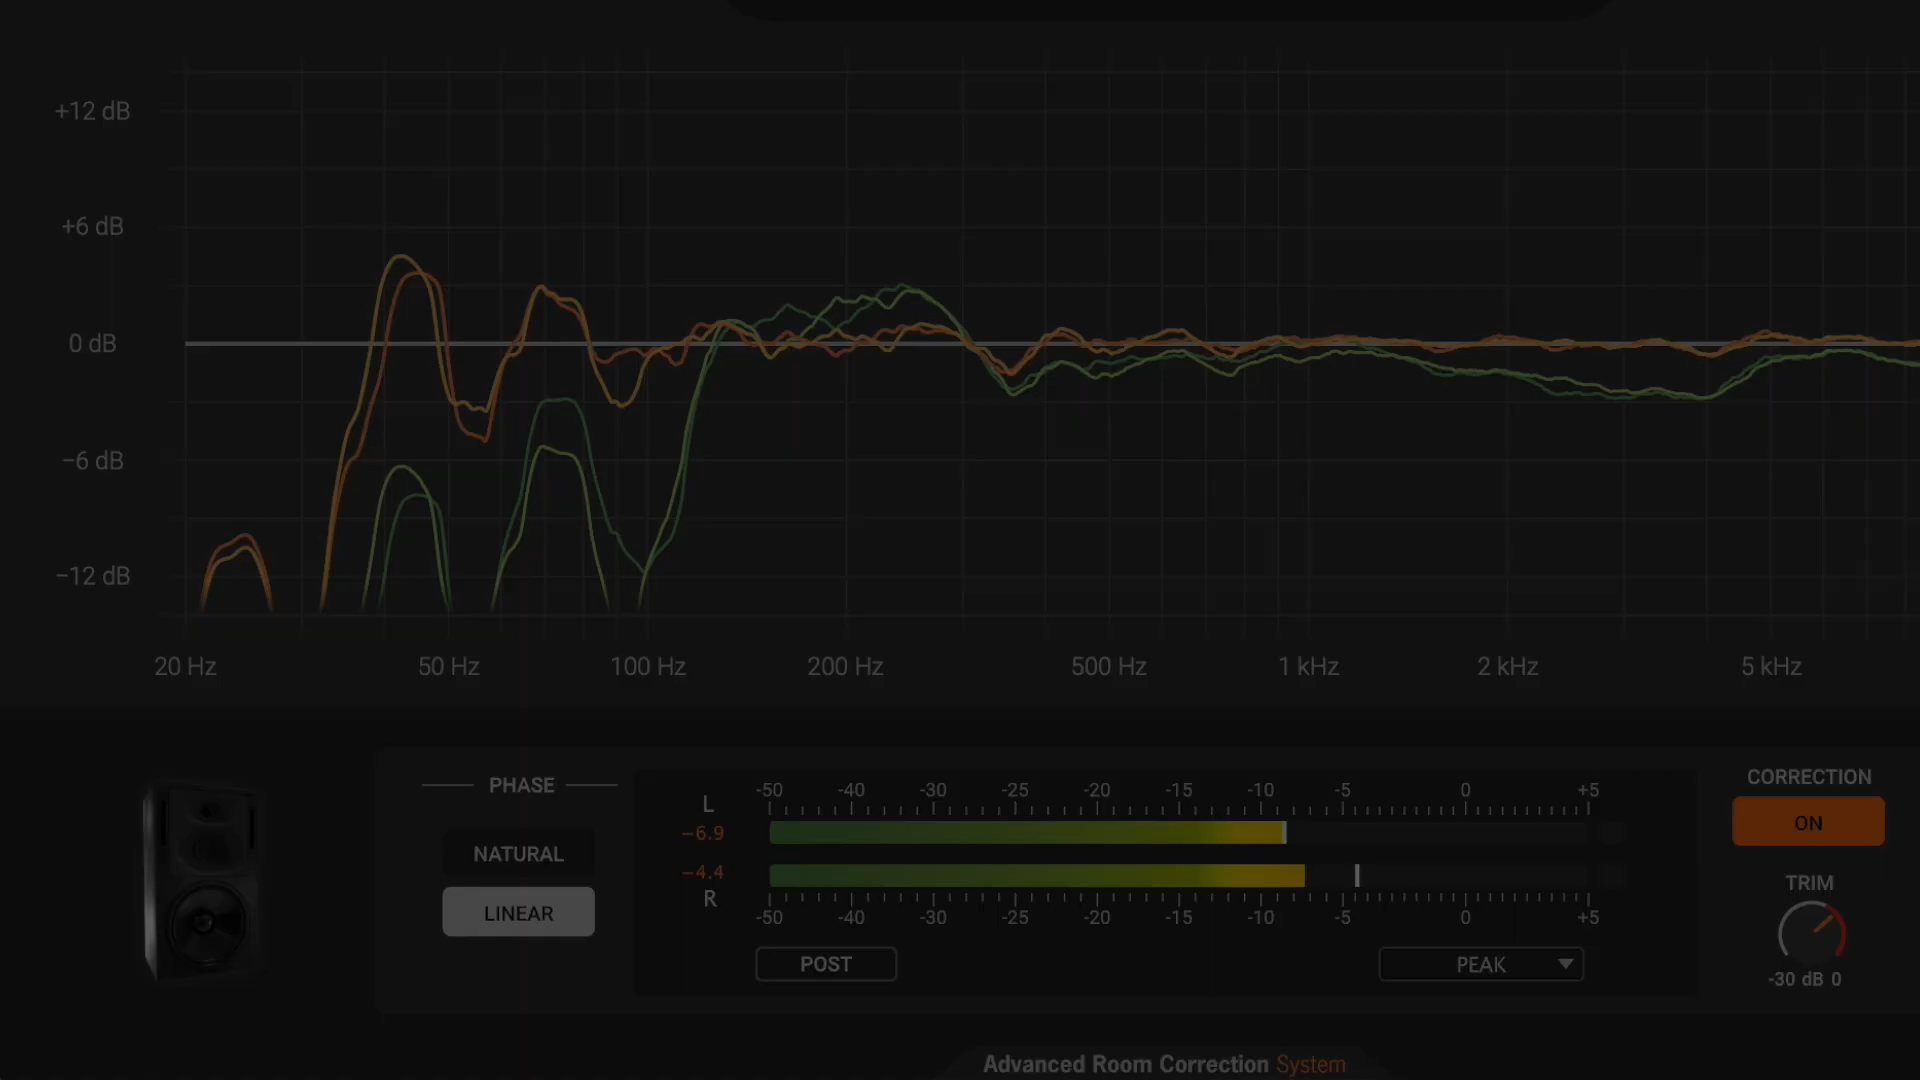 +12 dB
+6 dB
0 dB
−6 dB
−12 dB
20 Hz 50 Hz 100 Hz 200 Hz 500 Hz 1 kHz 2 kHz 5 kHz
PHASE
NATURAL
LINEAR
L
-50 -40 -30 -25 -20 -15 -10 -5 0 +5
−6.9
−4.4
R
-50 -40 -30 -25 -20 -15 -10 -5 0 +5
POST
PEAK
CORRECTION
ON
TRIM
-30 dB 0
Advanced Room Correction System